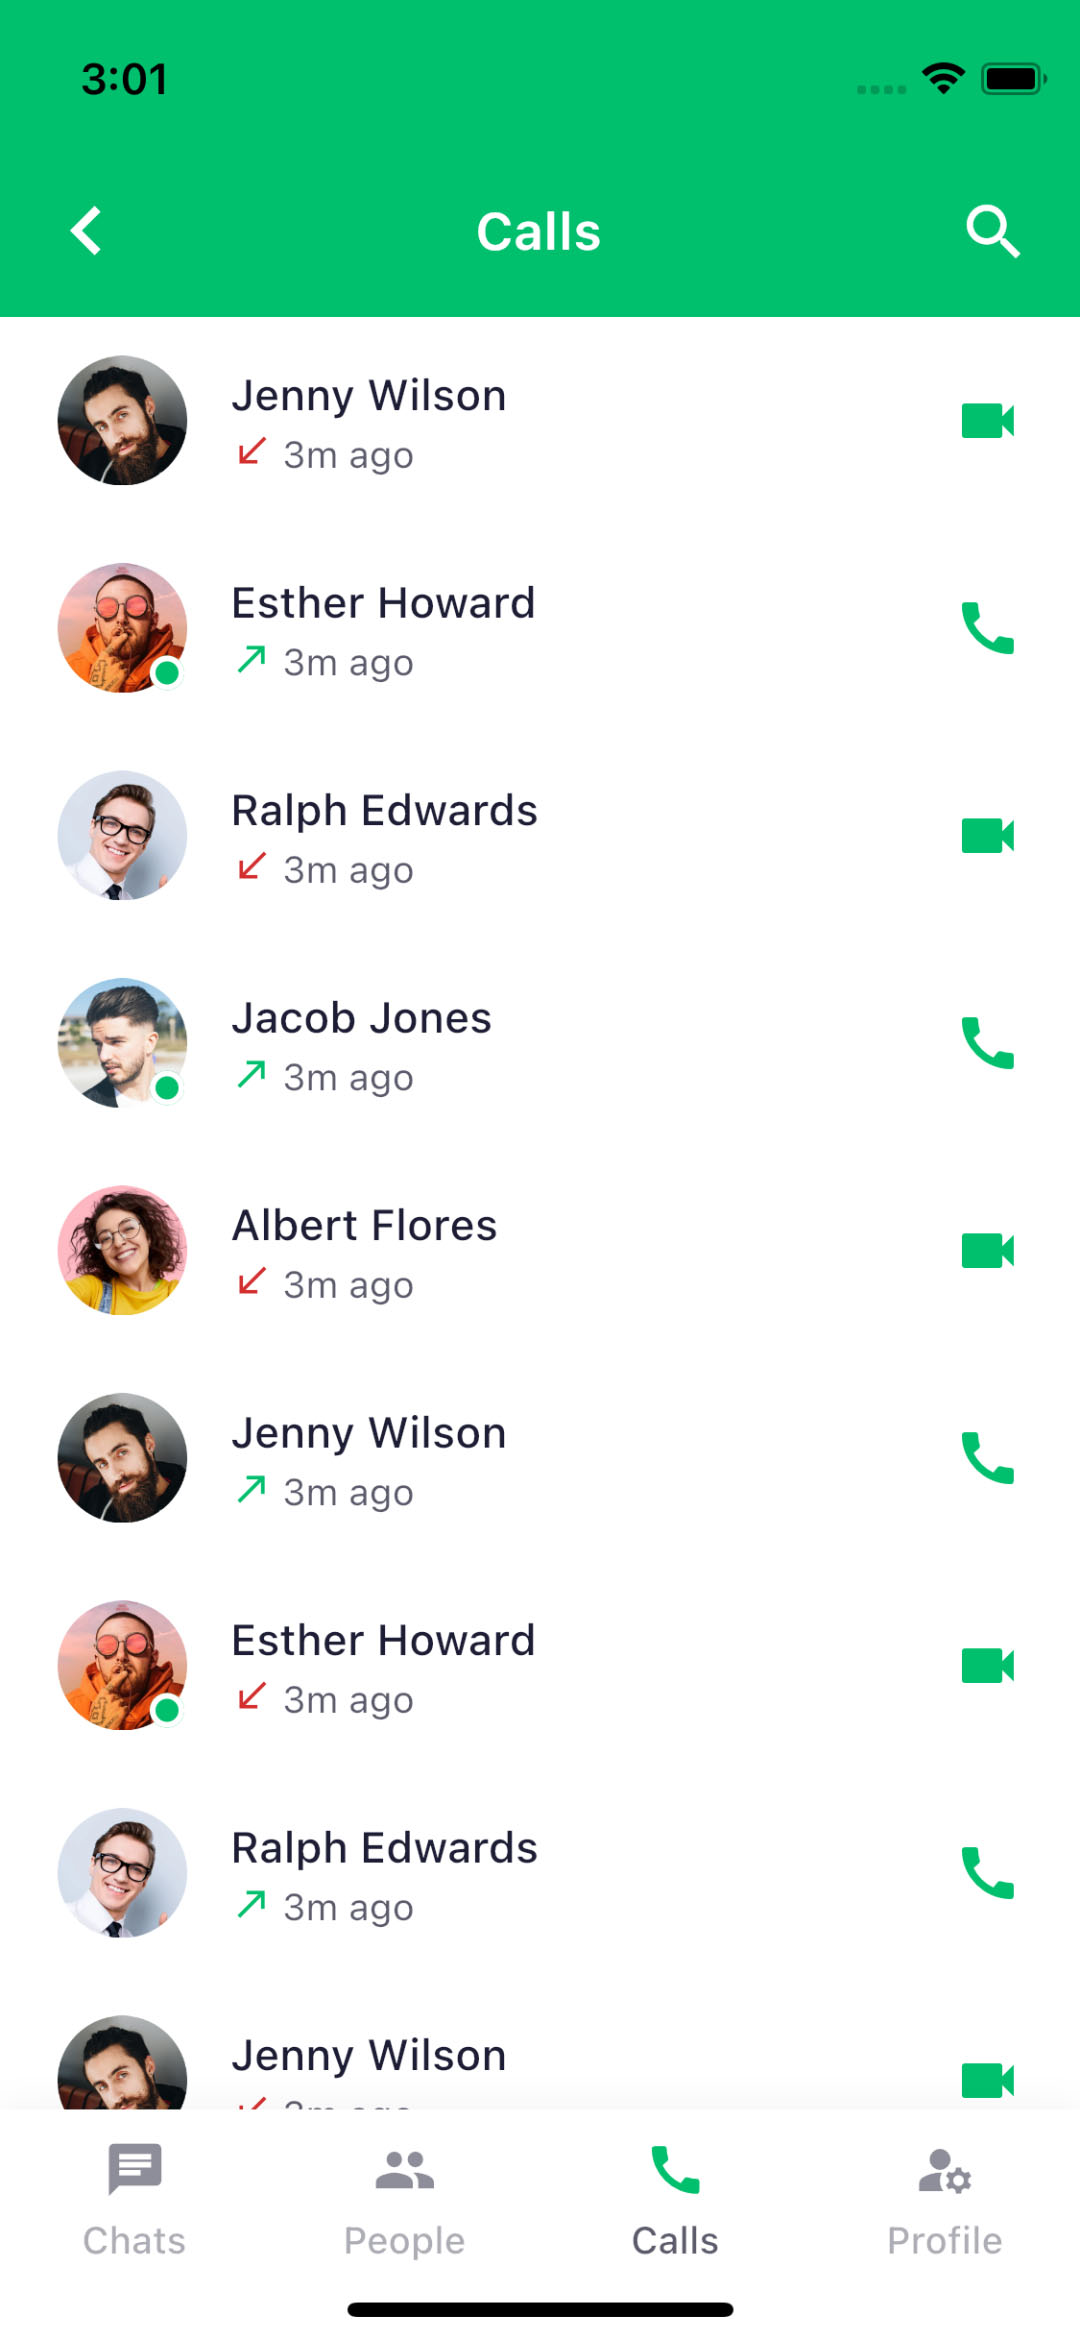 3:01
Calls
Jenny Wilson
3m ago
Esther Howard
3m ago
Ralph Edwards
3m ago
Jacob Jones
3m ago
Albert Flores
3m ago
Jenny Wilson
3m ago
Esther Howard
3m ago
Ralph Edwards
3m ago
Jenny Wilson
Chats
People
Calls
Profile